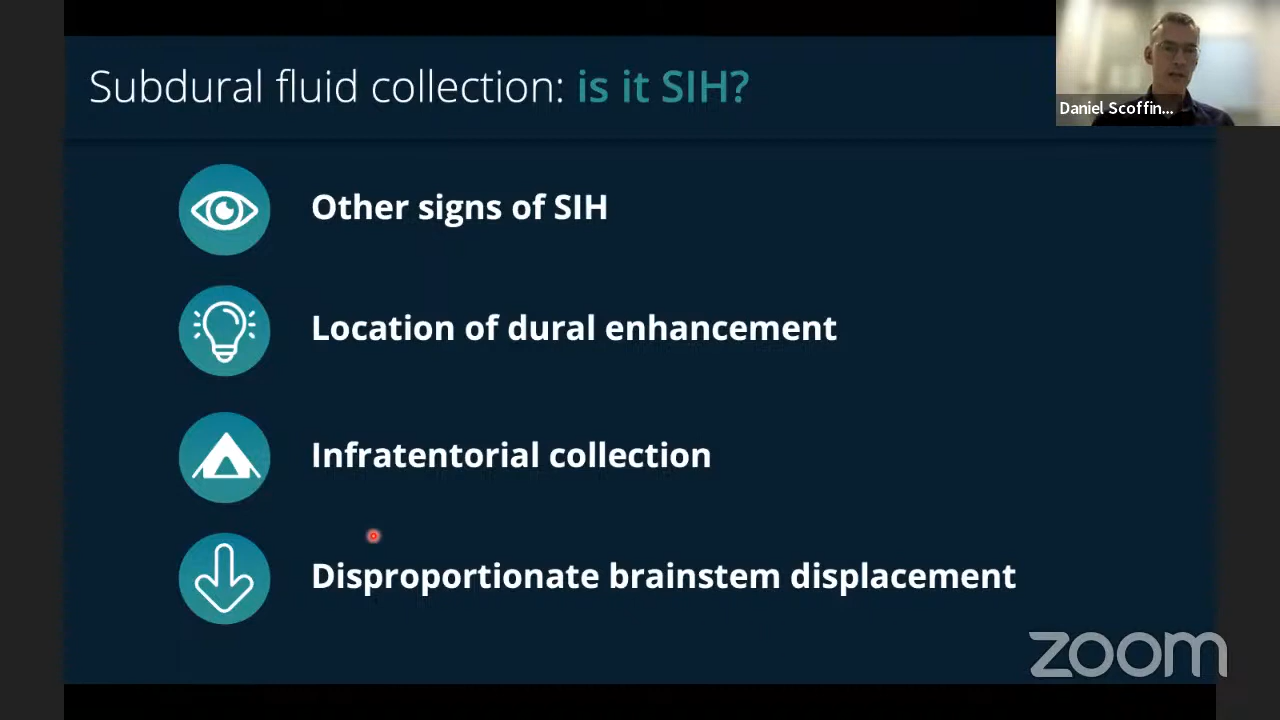 Subdural fluid collection: is it SIH?
Daniel Scoffin...
Other signs of SIH
Location of dural enhancement
Infratentorial collection
Disproportionate brainstem displacement
zoom